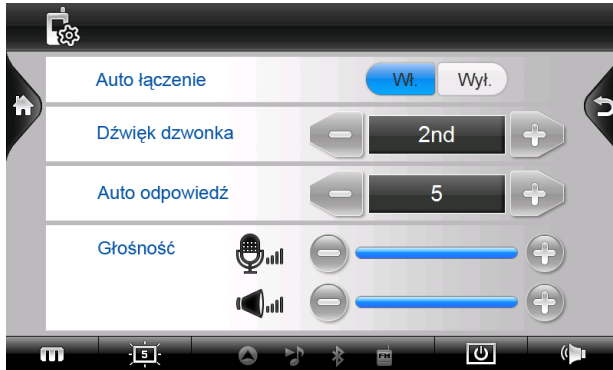 Auto łączenie
Wł. Wył.
Dźwięk dzwonka
2nd
Auto odpowiedź
5
Głośność
5
FM